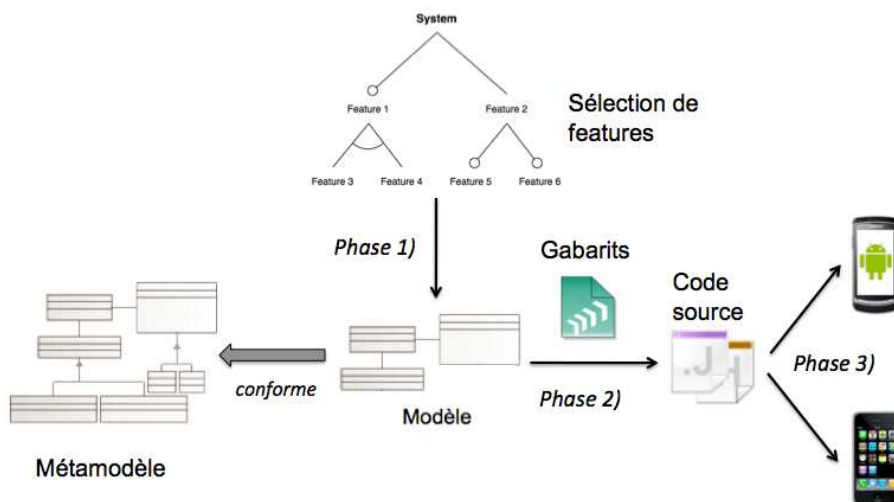 System
Feature 1
Feature 2
Sélection de
features
Feature 3
Feature 4
Feature 5
Feature 6
Phase 1)
Gabarits
Code
source
.J
Phase 2)
Phase 3)
conforme
Modèle
Métamodèle